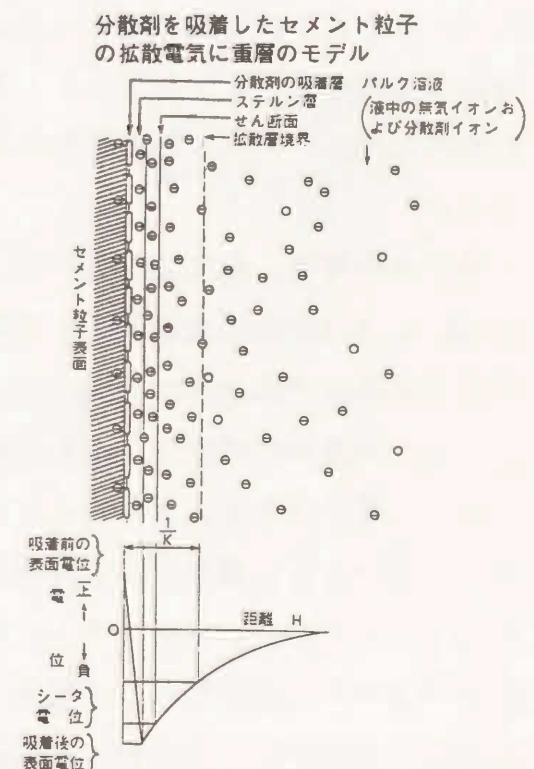 分散剤を吸着したセメント粒子
の拡散電気に重層のモデル
分散剤の吸着層
ステルン層
せん断面
拡散層境界
バルク溶液
(液中の無気イオンお
よび分散剤イオン)
セメント粒子表面
1/K
吸着前の
表面電位
電位
正
負
O
距離 H
シータ
電位
吸着後の
表面電位